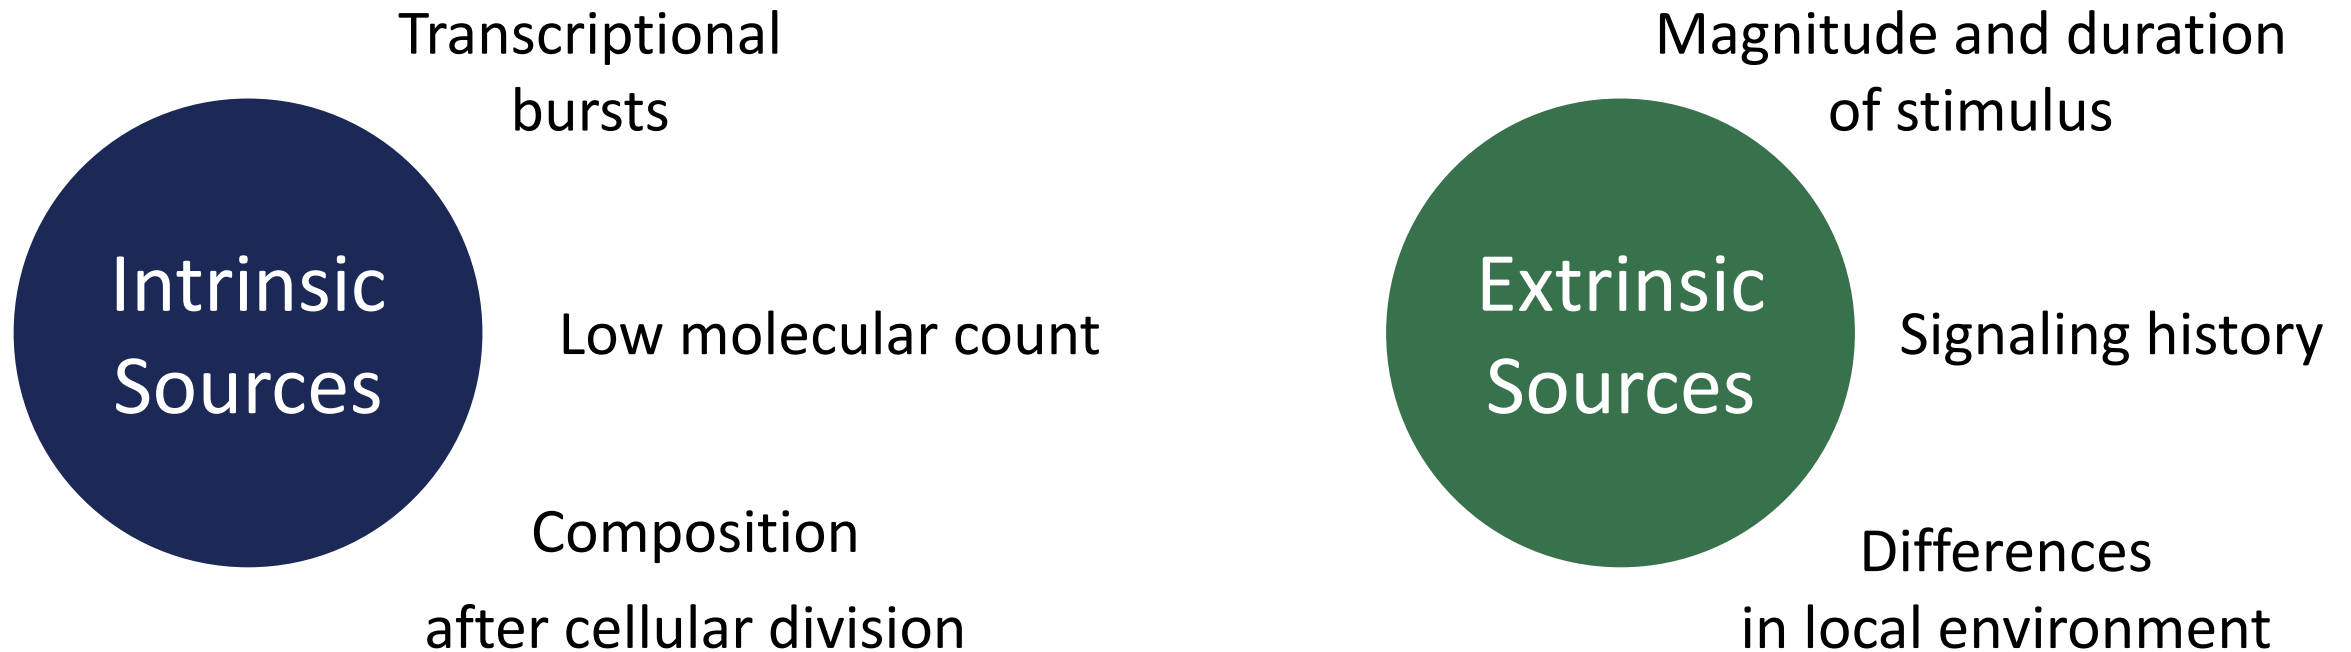 Intrinsic
Sources
Transcriptional
bursts
Low molecular count
Composition
after cellular division
Extrinsic
Sources
Magnitude and duration
of stimulus
Signaling history
Differences
in local environment